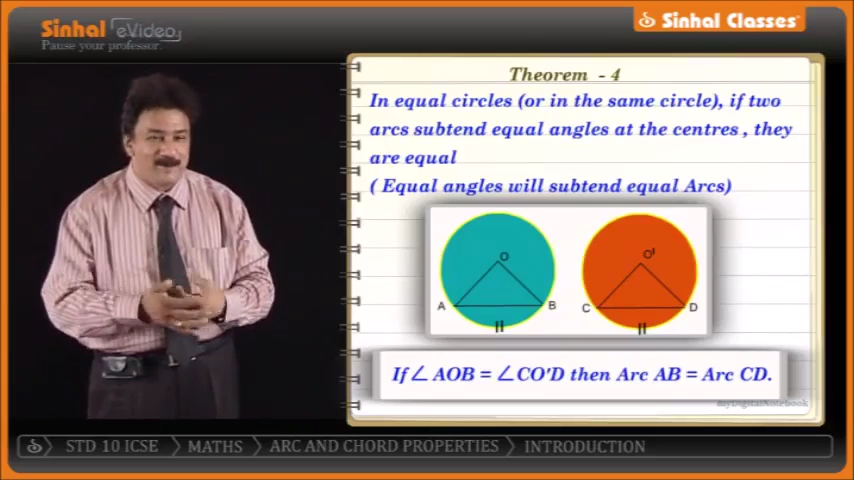 Sinhal eVideo
Pause your professor.
Sinhal Classes
Theorem - 4
In equal circles (or in the same circle), if two
arcs subtend equal angles at the centres , they
are equal
( Equal angles will subtend equal Arcs)
O
A B
O'
C D
If ∠ AOB = ∠ CO'D then Arc AB = Arc CD.
myDigitalNotebook
STD 10 ICSE MATHS ARC AND CHORD PROPERTIES INTRODUCTION